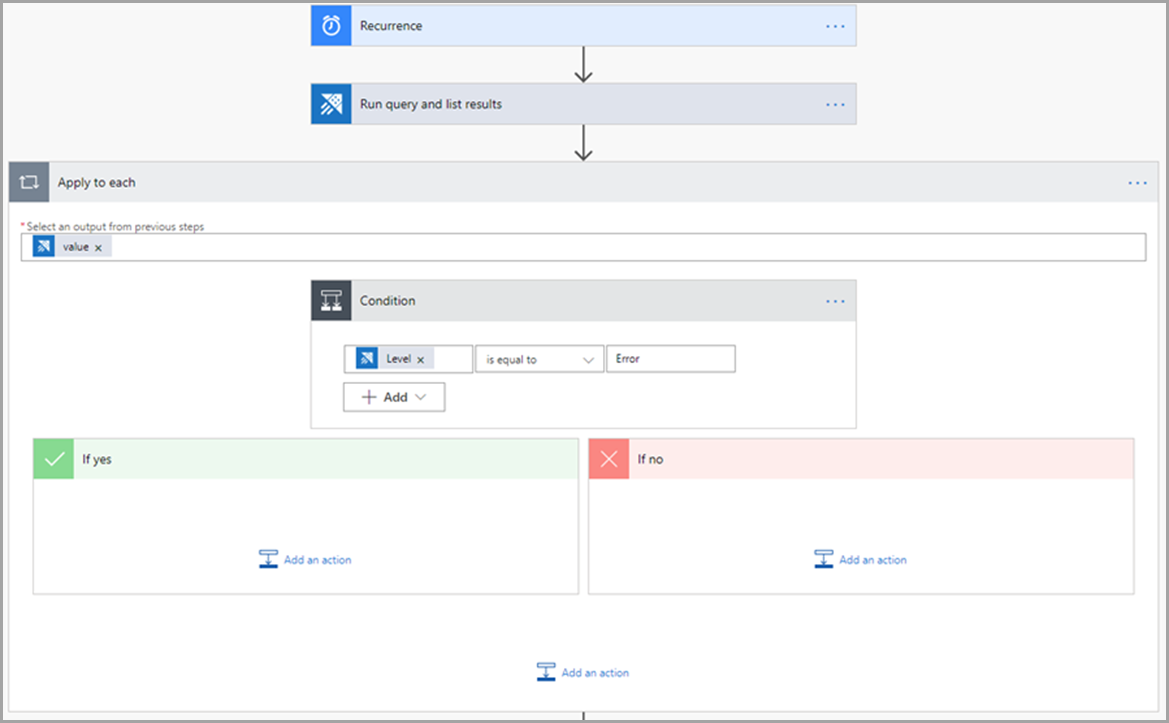 Recurrence
Run query and list results
Apply to each
*Select an output from previous steps
value x
Condition
Level x is equal to Error
+ Add
If yes If no
Add an action Add an action
Add an action